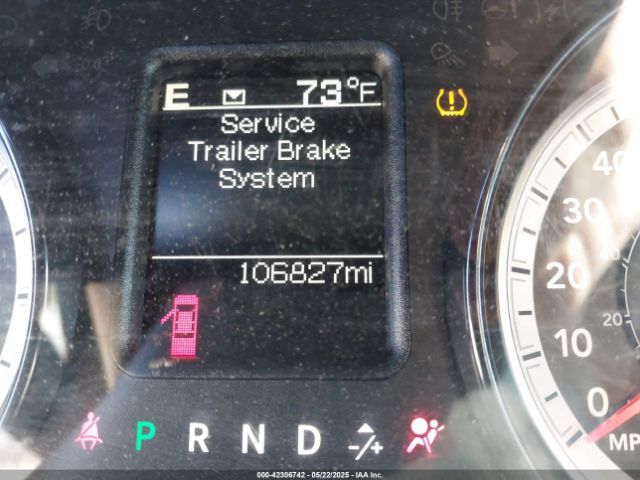 E 73°F
Service
Trailer Brake
System
106827mi
40
30
20
10
0
40
20
MP
P R N D -/+
000-42306742 - 05/22/2025 - IAA Inc.